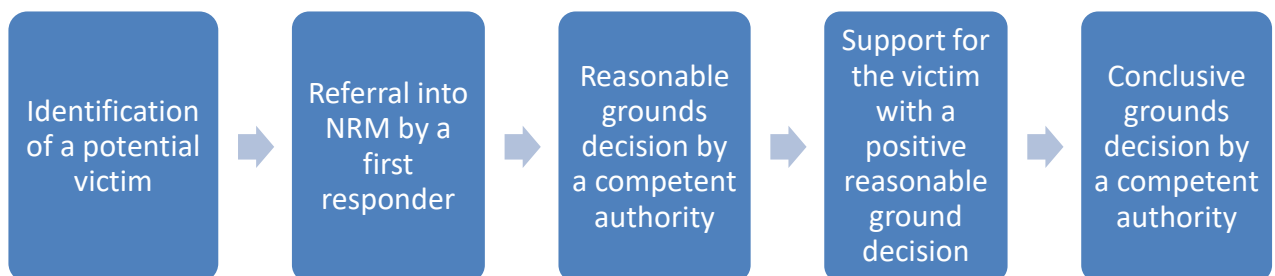 Identification
of a potential
victim
Referral into
NRM by a
first
responder
Reasonable
grounds
decision by
a competent
authority
Support for
the victim
with a
positive
reasonable
ground
decision
Conclusive
grounds
decision by
a competent
authority